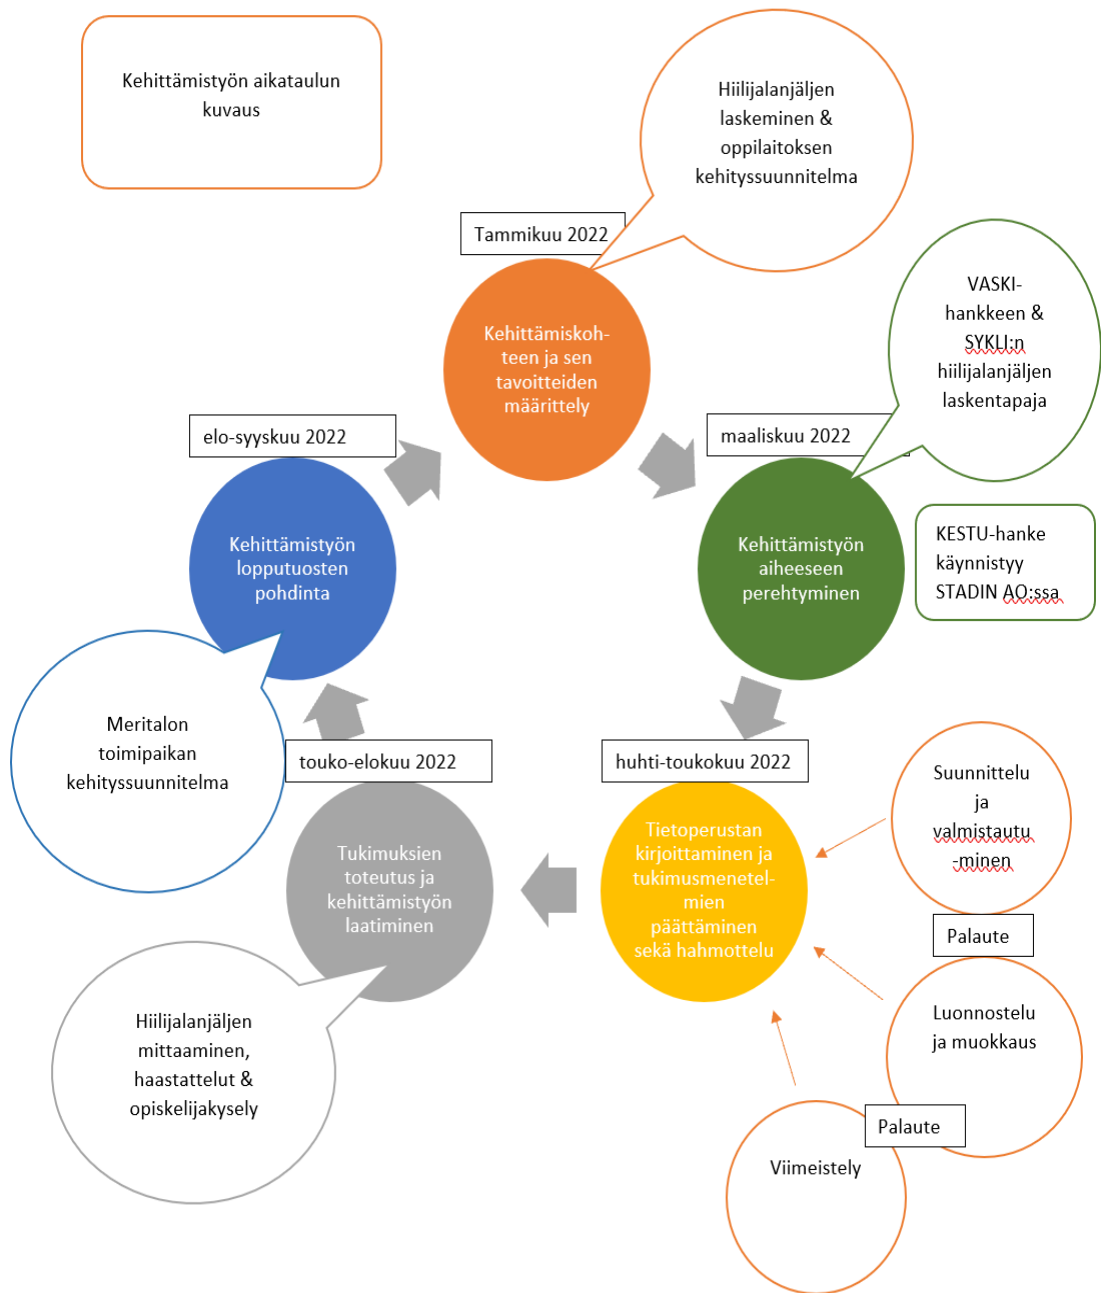 Kehittämistyön aikataulun
kuvaus
Hiilijalanjäljen
laskeminen &
oppilaitoksen
kehityssuunnitelma
Tammikuu 2022
Kehittämiskoh-
teen ja sen
tavoitteiden
määrittely
VASKI-
hankkeen &
SYKLI:n
hiilijalanjäljen
laskentapaja
maaliskuu 2022
Kehittämistyön
aiheeseen
perehtyminen
KESTU-hanke
käynnistyy
STADIN AO:ssa
huhti-toukokuu 2022
Tietoperustan
kirjoittaminen ja
tukimusmenetel-
mien
päättäminen
sekä hahmottelu
Suunnittelu
ja
valmistautu
-minen
Palaute
Luonnostelu
ja muokkaus
Palaute
Viimeistely
touko-elokuu 2022
Tukimuksien
toteutus ja
kehittämistyön
laatiminen
Hiilijalanjäljen
mittaaminen,
haastattelut &
opiskelijakysely
elo-syyskuu 2022
Kehittämistyön
lopputuosten
pohdinta
Meritalon
toimipaikan
kehityssuunnitelma